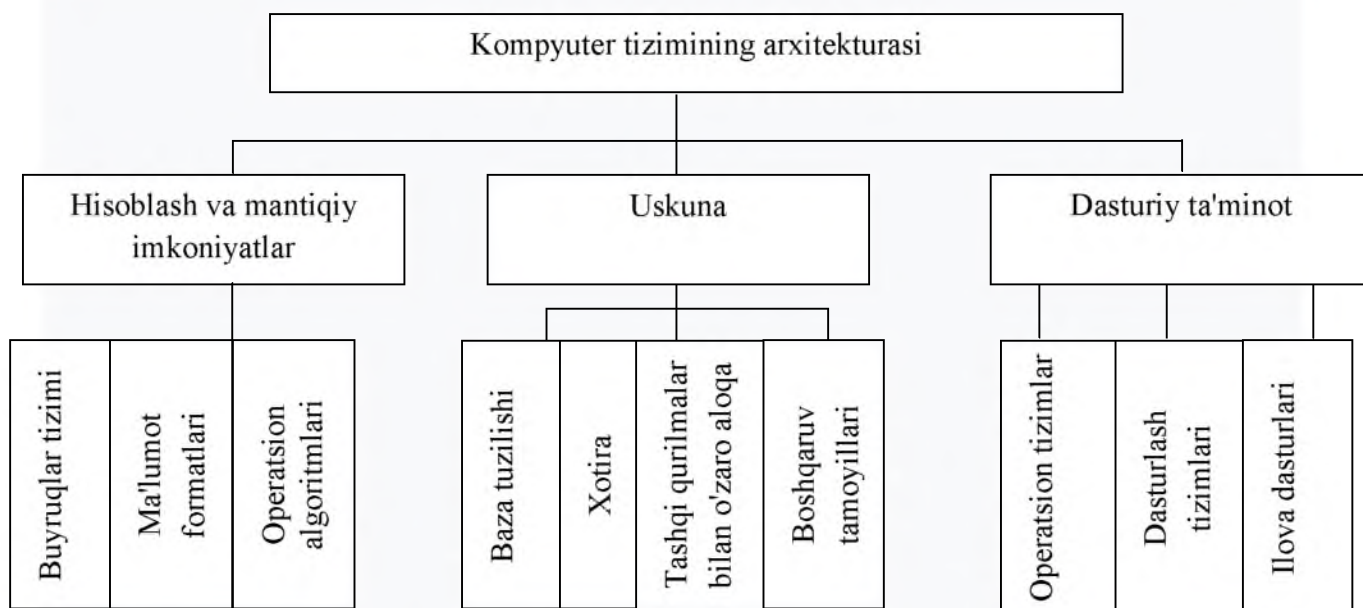 Kompyuter tizimining arxitekturasi
Hisoblash va mantiqiy
imkoniyatlar
Uskuna
Dasturiy ta'minot
Buyruqlar tizimi
Ma'lumot
formatlari
Operatsion
algoritmlari
Baza tuzilishi
Xotira
Tashqi qurilmalar
bilan o'zaro aloqa
Boshqaruv
tamoyillari
Operatsion tizimlar
Dasturlash
tizimlari
Ilova dasturlari